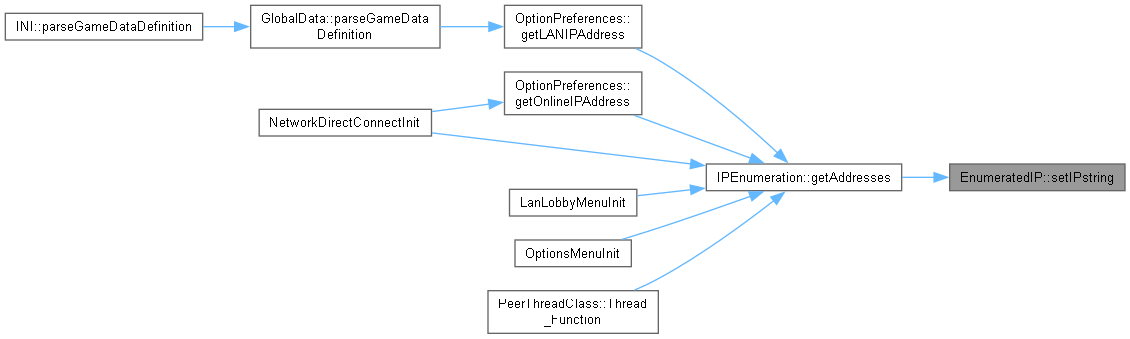 INI::parseGameDataDefinition
GlobalData::parseGameData
Definition
OptionPreferences::
getLANIPAddress
OptionPreferences::
getOnlineIPAddress
NetworkDirectConnectInit
IPEnumeration::getAddresses
EnumeratedIP::setIPstring
LanLobbyMenuInit
OptionsMenuInit
PeerThreadClass::Thread
_Function